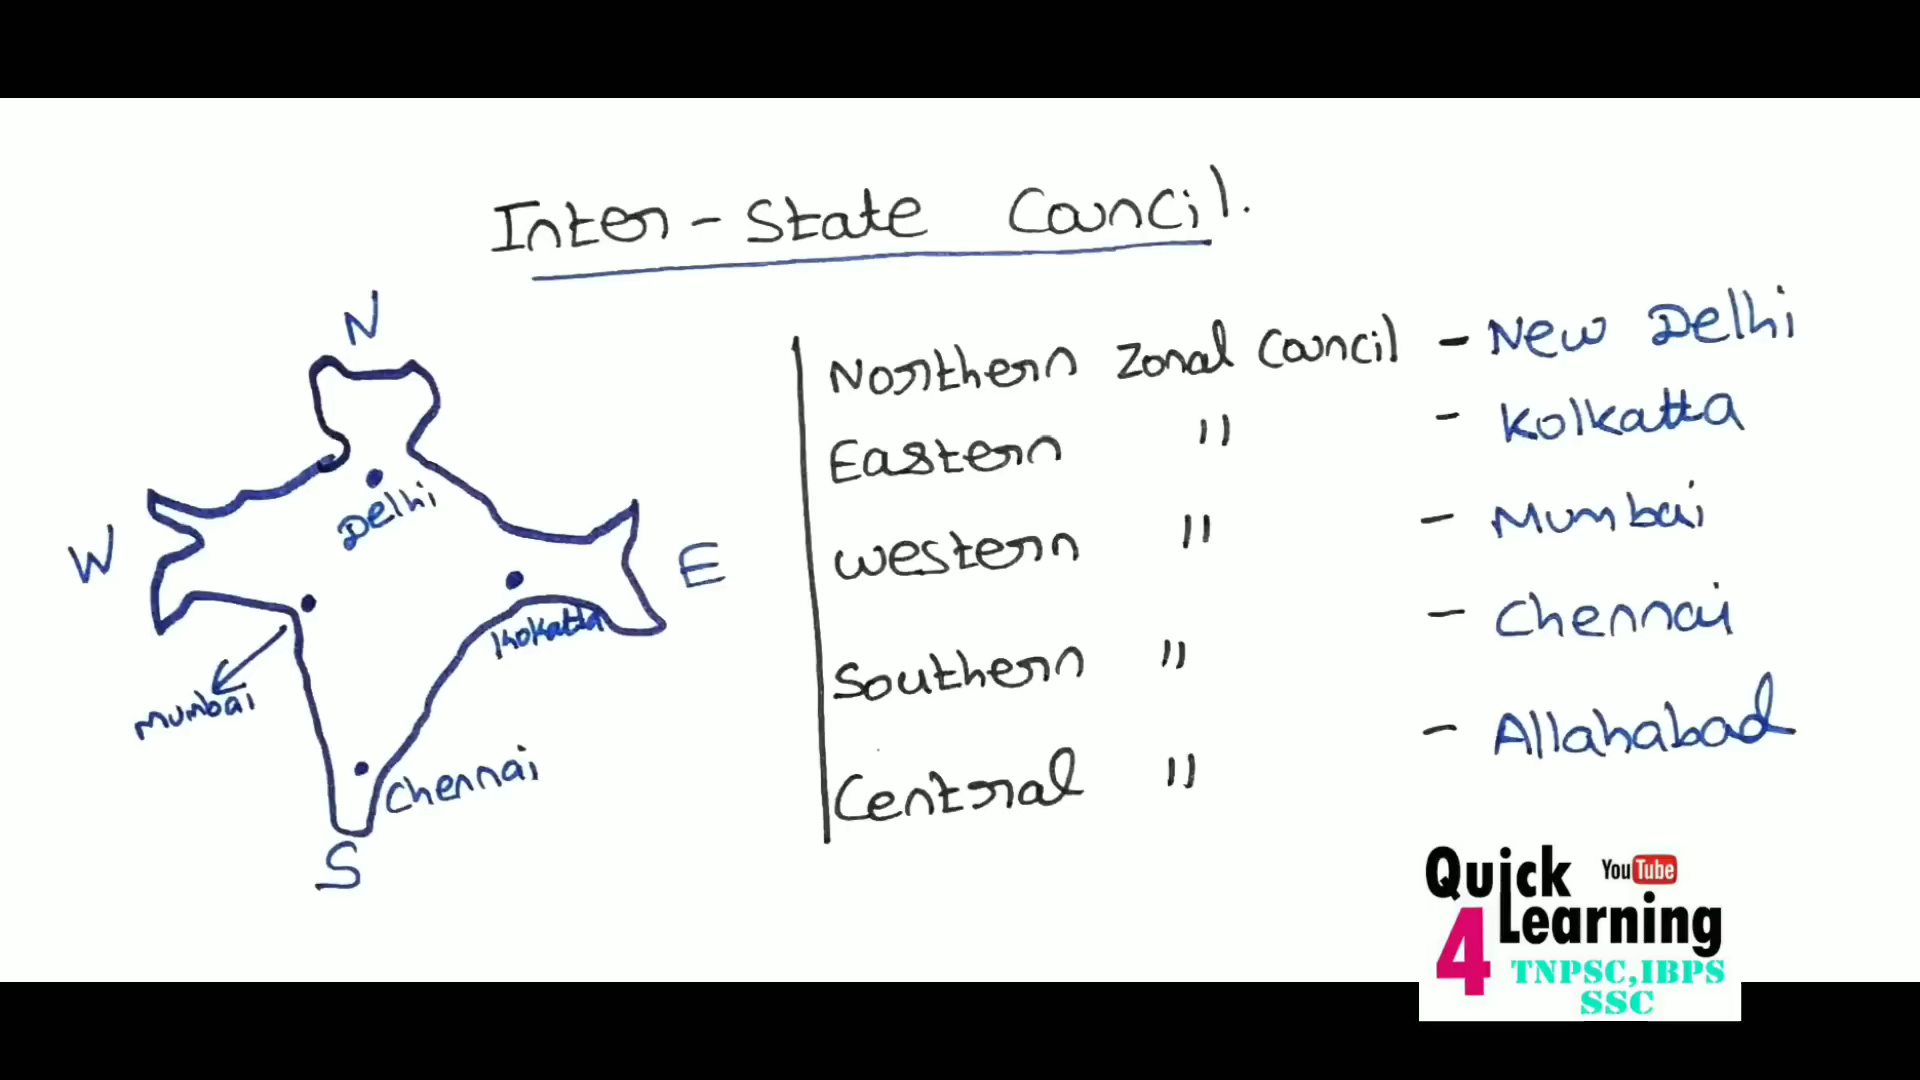 Inter - State Council.
N
W
E
S
Delhi
Kokatta
Mumbai
Chennai
Northern Zonal Council - New Delhi
Eastern " - Kolkatta
Western " - Mumbai
Southern " - Chennai
Central " - Allahabad
Quick YouTube
4 Learning
TNPSC,IBPS
SSC